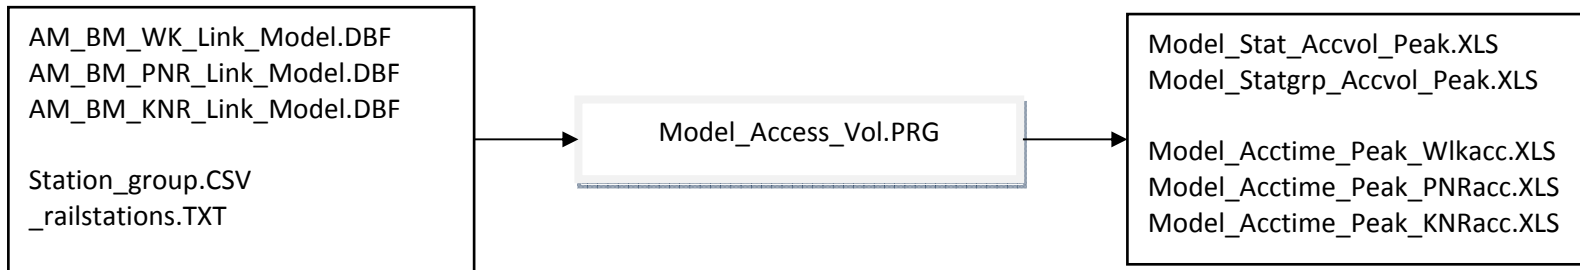 AM_BM_WK_Link_Model.DBF
AM_BM_PNR_Link_Model.DBF
AM_BM_KNR_Link_Model.DBF
Station_group.CSV
_railstations.TXT
Model_Access_Vol.PRG
Model_Stat_Accvol_Peak.XLS
Model_Statgrp_Accvol_Peak.XLS
Model_Acctime_Peak_Wlkacc.XLS
Model_Acctime_Peak_PNRacc.XLS
Model_Acctime_Peak_KNRacc.XLS